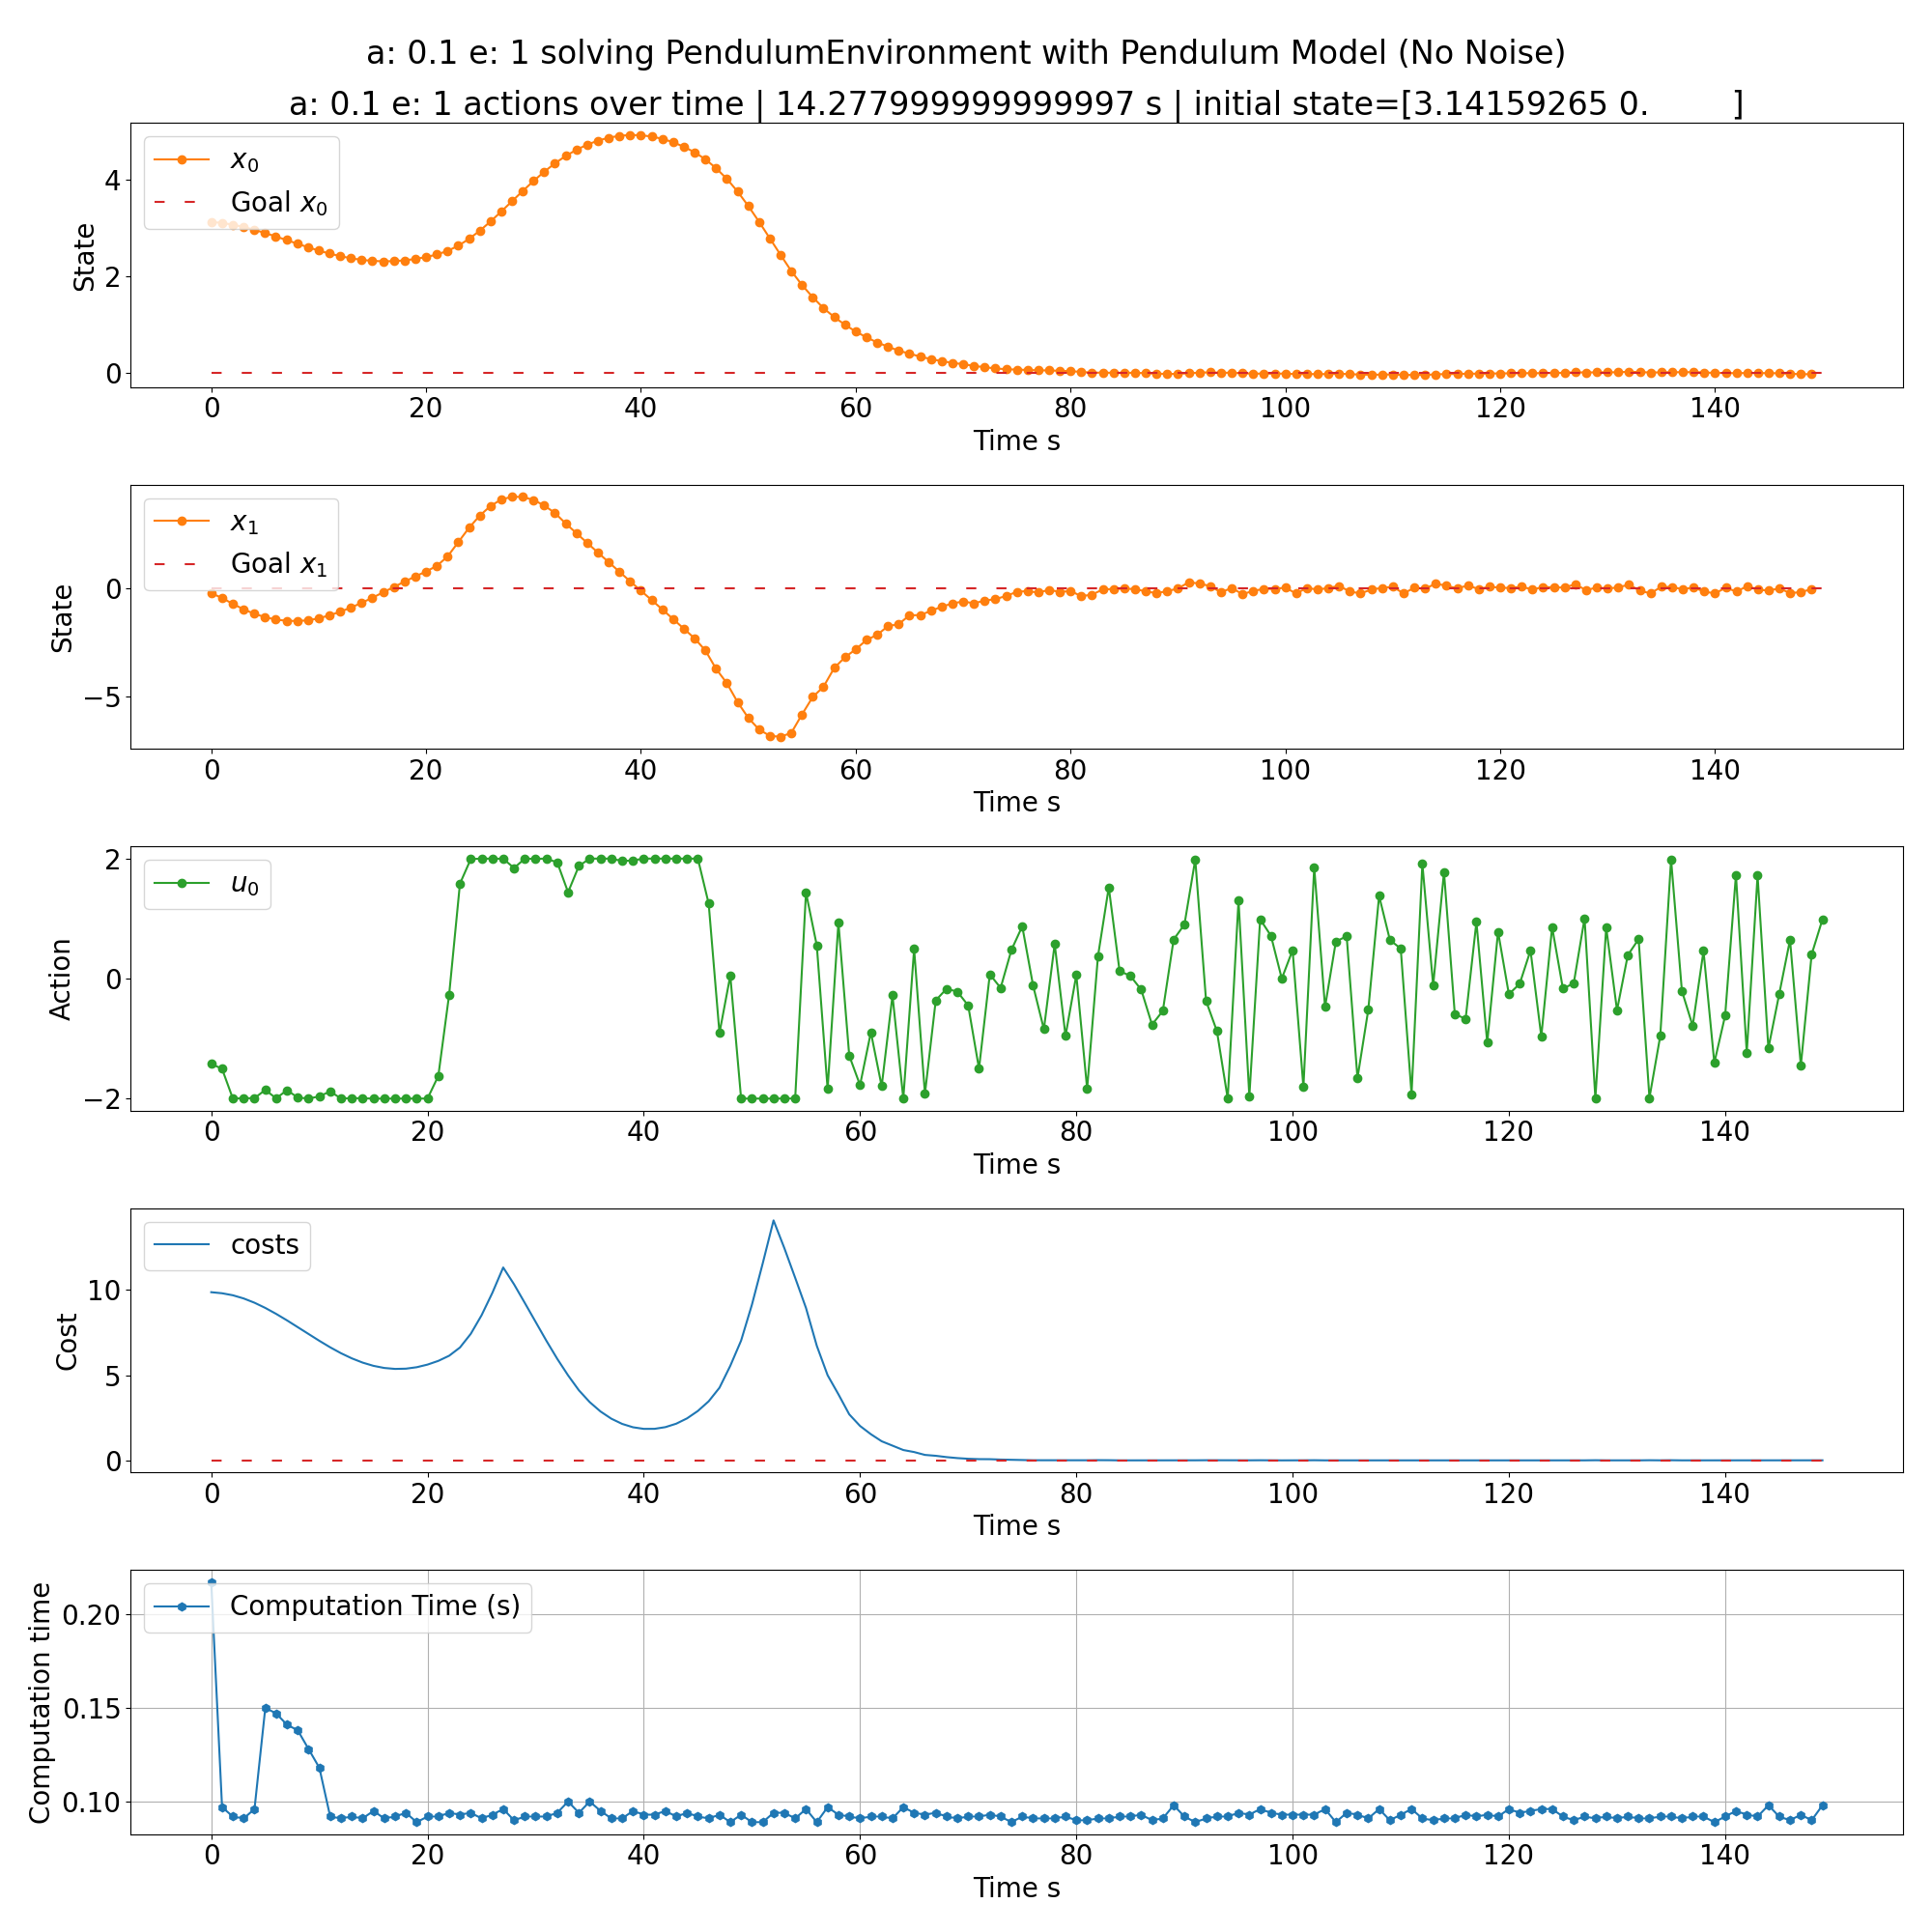 a: 0.1 e: 1 solving PendulumEnvironment with Pendulum Model (No Noise)
a: 0.1 e: 1 actions over time | 14.277999999999997 s | initial state=[3.14159265 0. ]
x₀
Goal x₀
State
4
2
0
0 20 40 60 80 100 120 140
Time s
x₁
Goal x₁
State
0
−5
0 20 40 60 80 100 120 140
Time s
u₀
Action
2
0
−2
0 20 40 60 80 100 120 140
Time s
costs
Cost
10
5
0
0 20 40 60 80 100 120 140
Time s
Computation Time (s)
Computation time
0.20
0.15
0.10
0 20 40 60 80 100 120 140
Time s